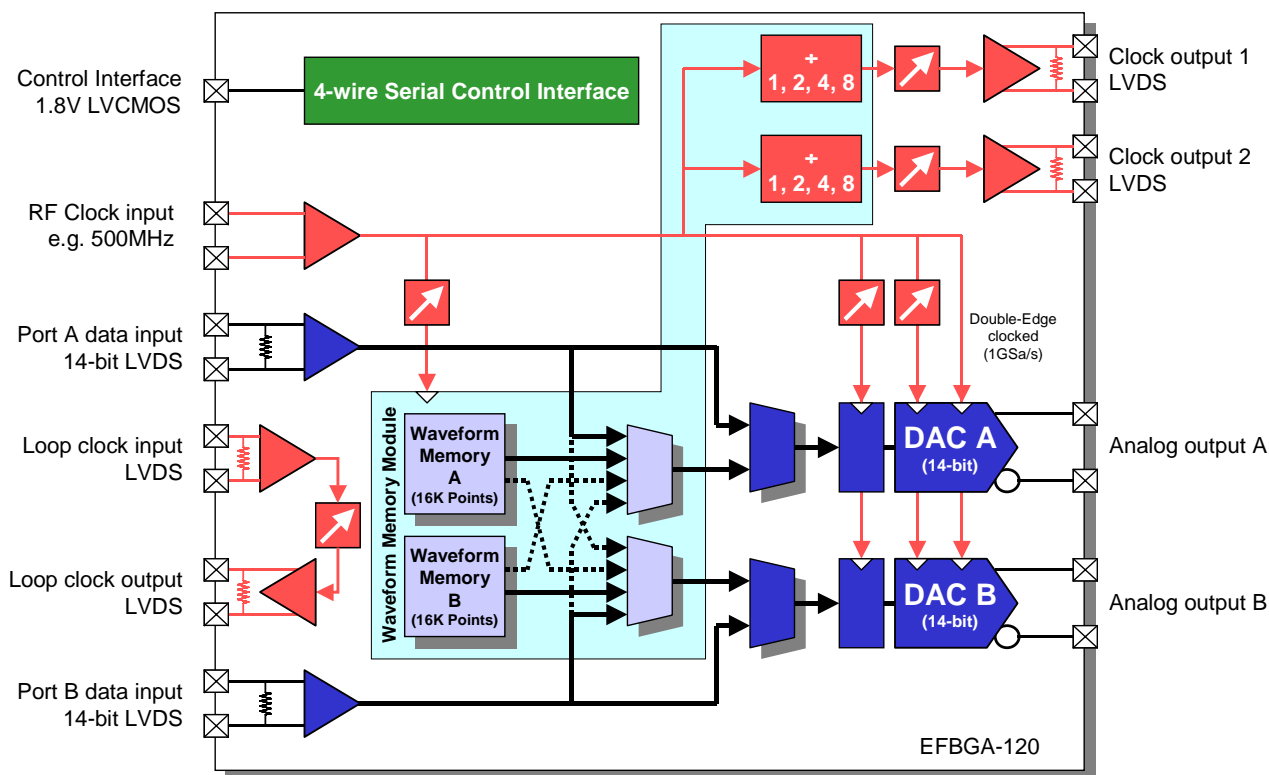 Control Interface
1.8V LVCMOS
4-wire Serial Control Interface
÷
1, 2, 4, 8
Clock output 1
LVDS
÷
1, 2, 4, 8
Clock output 2
LVDS
RF Clock input
e.g. 500MHz
Port A data input
14-bit LVDS
Double-Edge
clocked
(1GSa/s)
Loop clock input
LVDS
Waveform Memory Module
Waveform
Memory
A
(16K Points)
DAC A
(14-bit)
Analog output A
Loop clock output
LVDS
Waveform
Memory
B
(16K Points)
DAC B
(14-bit)
Analog output B
Port B data input
14-bit LVDS
EFBGA-120